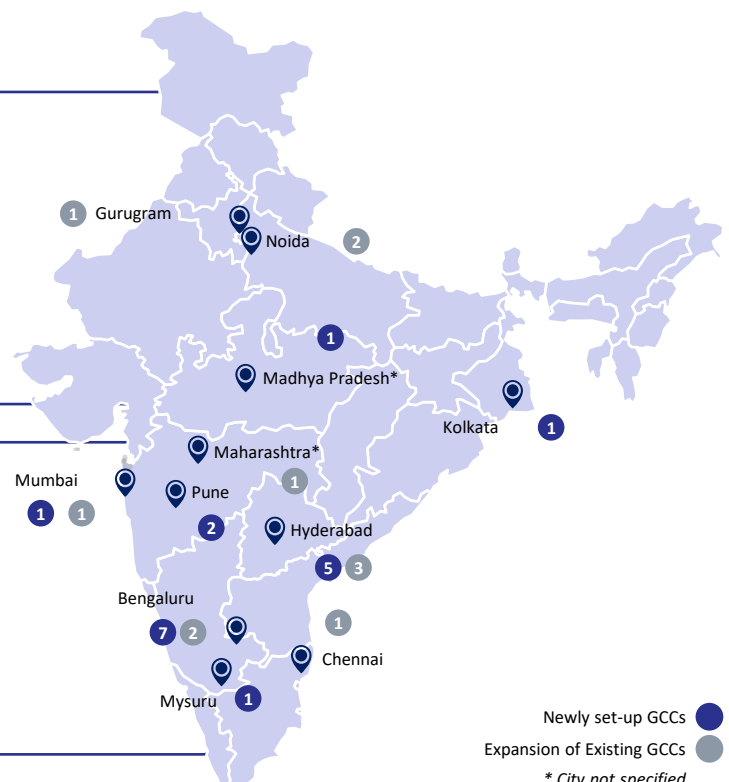 1 Gurugram
Noida 2
1
Madhya Pradesh*
Kolkata 1
Maharashtra*
1
Mumbai
1 1
Pune
2
Hyderabad
5 3
Bengaluru
7 2
1
Chennai
Mysuru 1
Newly set-up GCCs
Expansion of Existing GCCs
* City not specified